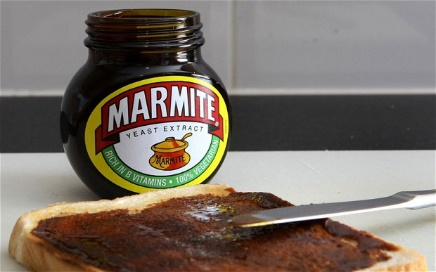 MARMITE
YEAST EXTRACT
MARMITE
RICH IN B VITAMINS • 100% VEGETARIAN